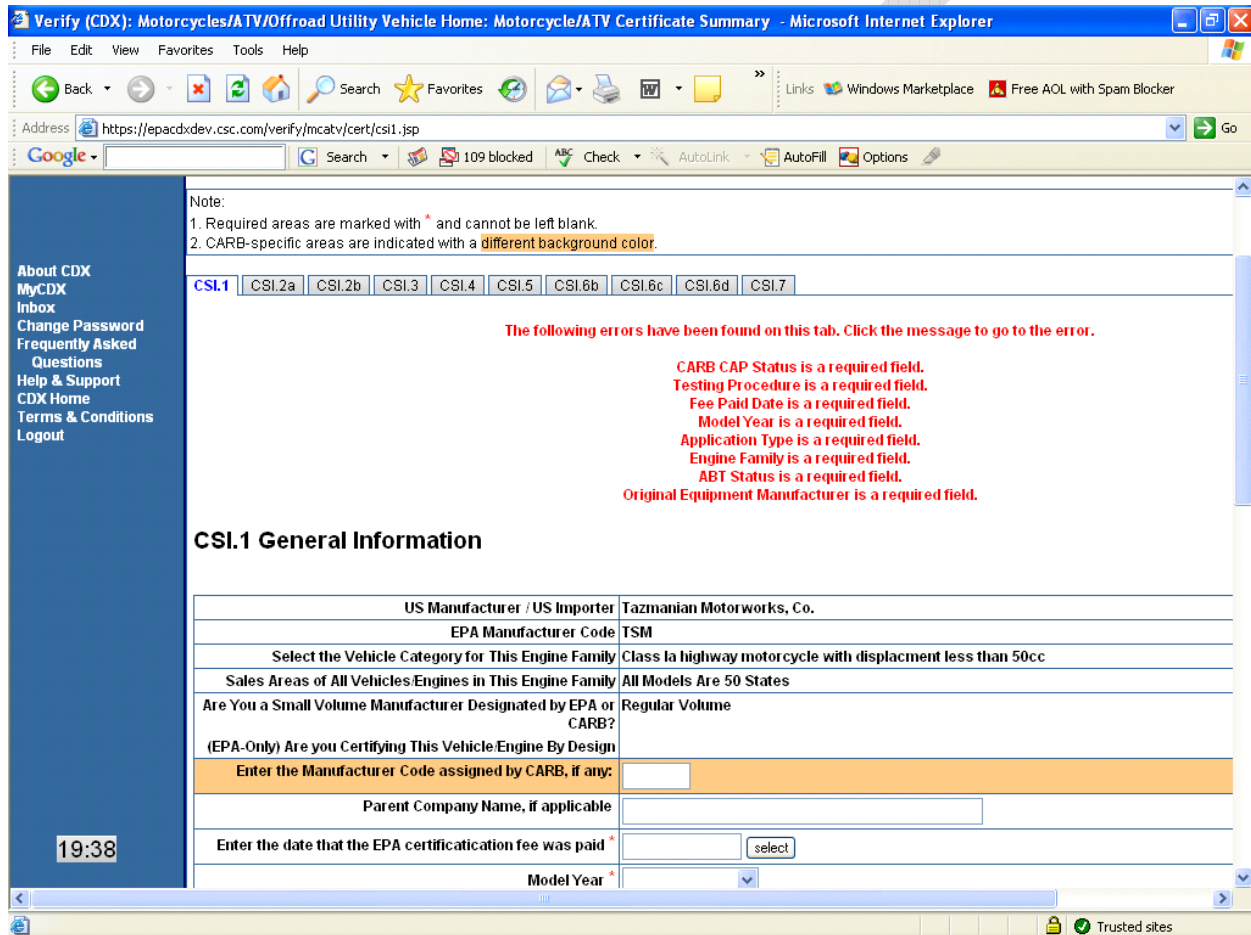 Verify (CDX): Motorcycles/ATV/Offroad Utility Vehicle Home: Motorcycle/ATV Certificate Summary - Microsoft Internet Explorer
File Edit View Favorites Tools Help
Back Search Favorites W » Links Windows Marketplace Free AOL with Spam Blocker
Address https://epacdxdev.csc.com/verify/mcatv/cert/csi1.jsp Go
Google G Search 109 blocked ABC Check AutoLink AutoFill Options
Note:
1. Required areas are marked with * and cannot be left blank.
2. CARB-specific areas are indicated with a different background color.
About CDX
MyCDX
Inbox
Change Password
Frequently Asked
Questions
Help & Support
CDX Home
Terms & Conditions
Logout
19:38
CSI.1 CSI.2a CSI.2b CSI.3 CSI.4 CSI.5 CSI.6b CSI.6c CSI.6d CSI.7
The following errors have been found on this tab. Click the message to go to the error.
CARB CAP Status is a required field.
Testing Procedure is a required field.
Fee Paid Date is a required field.
Model Year is a required field.
Application Type is a required field.
Engine Family is a required field.
ABT Status is a required field.
Original Equipment Manufacturer is a required field.
CSI.1 General Information
US Manufacturer / US Importer Tazmanian Motorworks, Co.
EPA Manufacturer Code TSM
Select the Vehicle Category for This Engine Family Class Ia highway motorcycle with displacment less than 50cc
Sales Areas of All Vehicles/Engines in This Engine Family All Models Are 50 States
Are You a Small Volume Manufacturer Designated by EPA or Regular Volume
CARB?
(EPA-Only) Are you Certifying This Vehicle/Engine By Design
Enter the Manufacturer Code assigned by CARB, if any:
Parent Company Name, if applicable
Enter the date that the EPA certificatication fee was paid * select
Model Year *
Trusted sites